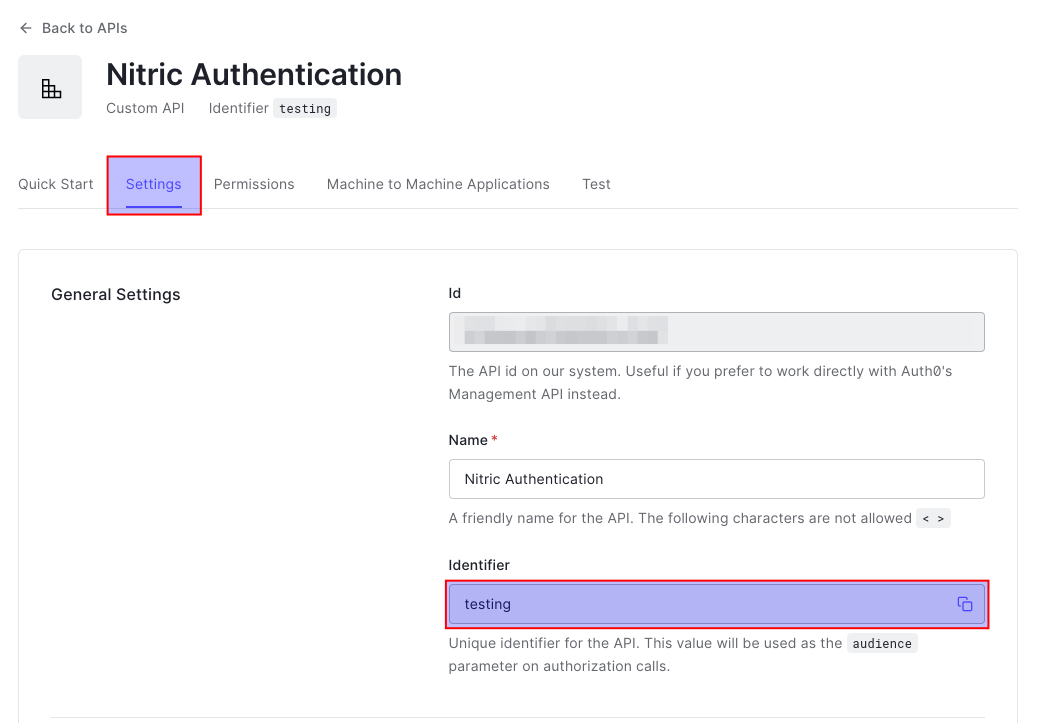 ← Back to APIs
Nitric Authentication
Custom API Identifier testing
Quick Start Settings Permissions Machine to Machine Applications Test
General Settings
Id
The API id on our system. Useful if you prefer to work directly with Auth0's
Management API instead.
Name *
Nitric Authentication
A friendly name for the API. The following characters are not allowed < >
Identifier
testing
Unique identifier for the API. This value will be used as the audience
parameter on authorization calls.